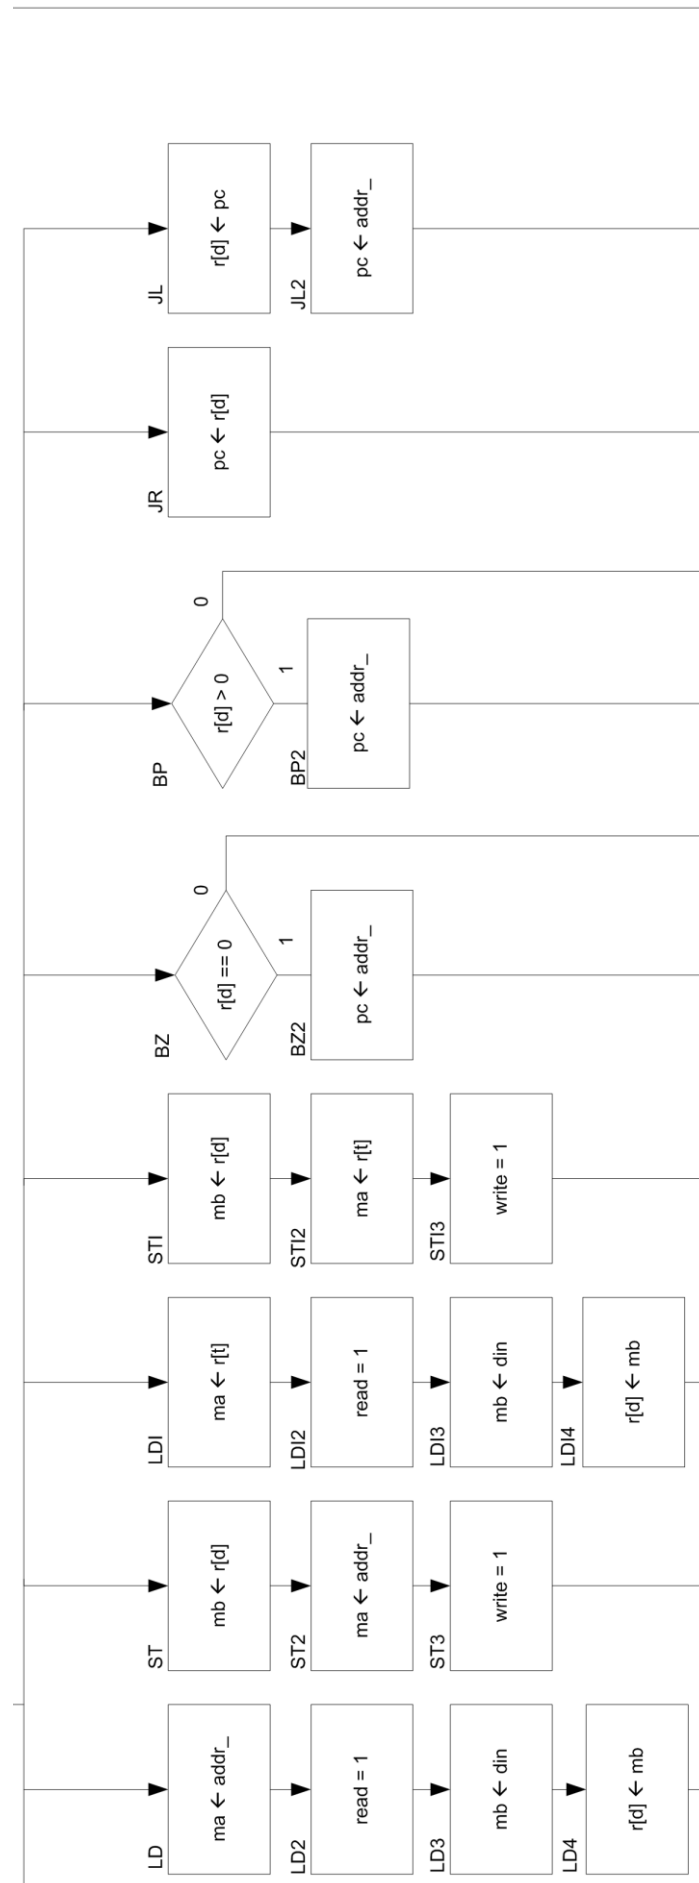 LD
ma ← addr_
LD2
read = 1
LD3
mb ← din
LD4
r[d] ← mb
ST
mb ← r[d]
ST2
ma ← addr_
ST3
write = 1
LDI
ma ← r[t]
LDI2
read = 1
LDI3
mb ← din
LDI4
r[d] ← mb
STI
mb ← r[d]
STI2
ma ← r[t]
STI3
write = 1
BZ
r[d] == 0
0
1
BZ2
pc ← addr_
BP
r[d] > 0
0
1
BP2
pc ← addr_
JR
pc ← r[d]
JL
r[d] ← pc
JL2
pc ← addr_